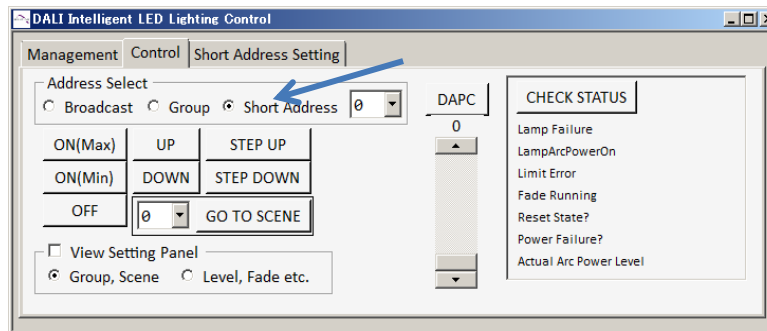 DALI Intelligent LED Lighting Control
Management Control Short Address Setting
Address Select
Broadcast Group Short Address 0
DAPC
0
ON(Max) UP STEP UP
ON(Min) DOWN STEP DOWN
OFF 0 GO TO SCENE
View Setting Panel
Group, Scene Level, Fade etc.
CHECK STATUS
Lamp Failure
LampArcPowerOn
Limit Error
Fade Running
Reset State?
Power Failure?
Actual Arc Power Level